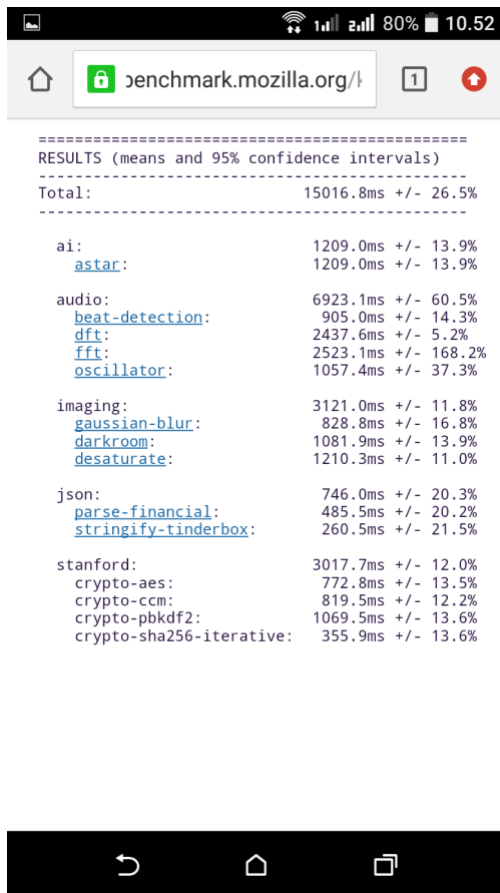 1 2 80% 10.52
benchmark.mozilla.org/ 1
===============================================
RESULTS (means and 95% confidence intervals)
-----------------------------------------------
Total: 15016.8ms +/- 26.5%
-----------------------------------------------
ai: 1209.0ms +/- 13.9%
astar: 1209.0ms +/- 13.9%
audio: 6923.1ms +/- 60.5%
beat-detection: 905.0ms +/- 14.3%
dft: 2437.6ms +/- 5.2%
fft: 2523.1ms +/- 168.2%
oscillator: 1057.4ms +/- 37.3%
imaging: 3121.0ms +/- 11.8%
gaussian-blur: 828.8ms +/- 16.8%
darkroom: 1081.9ms +/- 13.9%
desaturate: 1210.3ms +/- 11.0%
json: 746.0ms +/- 20.3%
parse-financial: 485.5ms +/- 20.2%
stringify-tinderbox: 260.5ms +/- 21.5%
stanford: 3017.7ms +/- 12.0%
crypto-aes: 772.8ms +/- 13.5%
crypto-ccm: 819.5ms +/- 12.2%
crypto-pbkdf2: 1069.5ms +/- 13.6%
crypto-sha256-iterative: 355.9ms +/- 13.6%